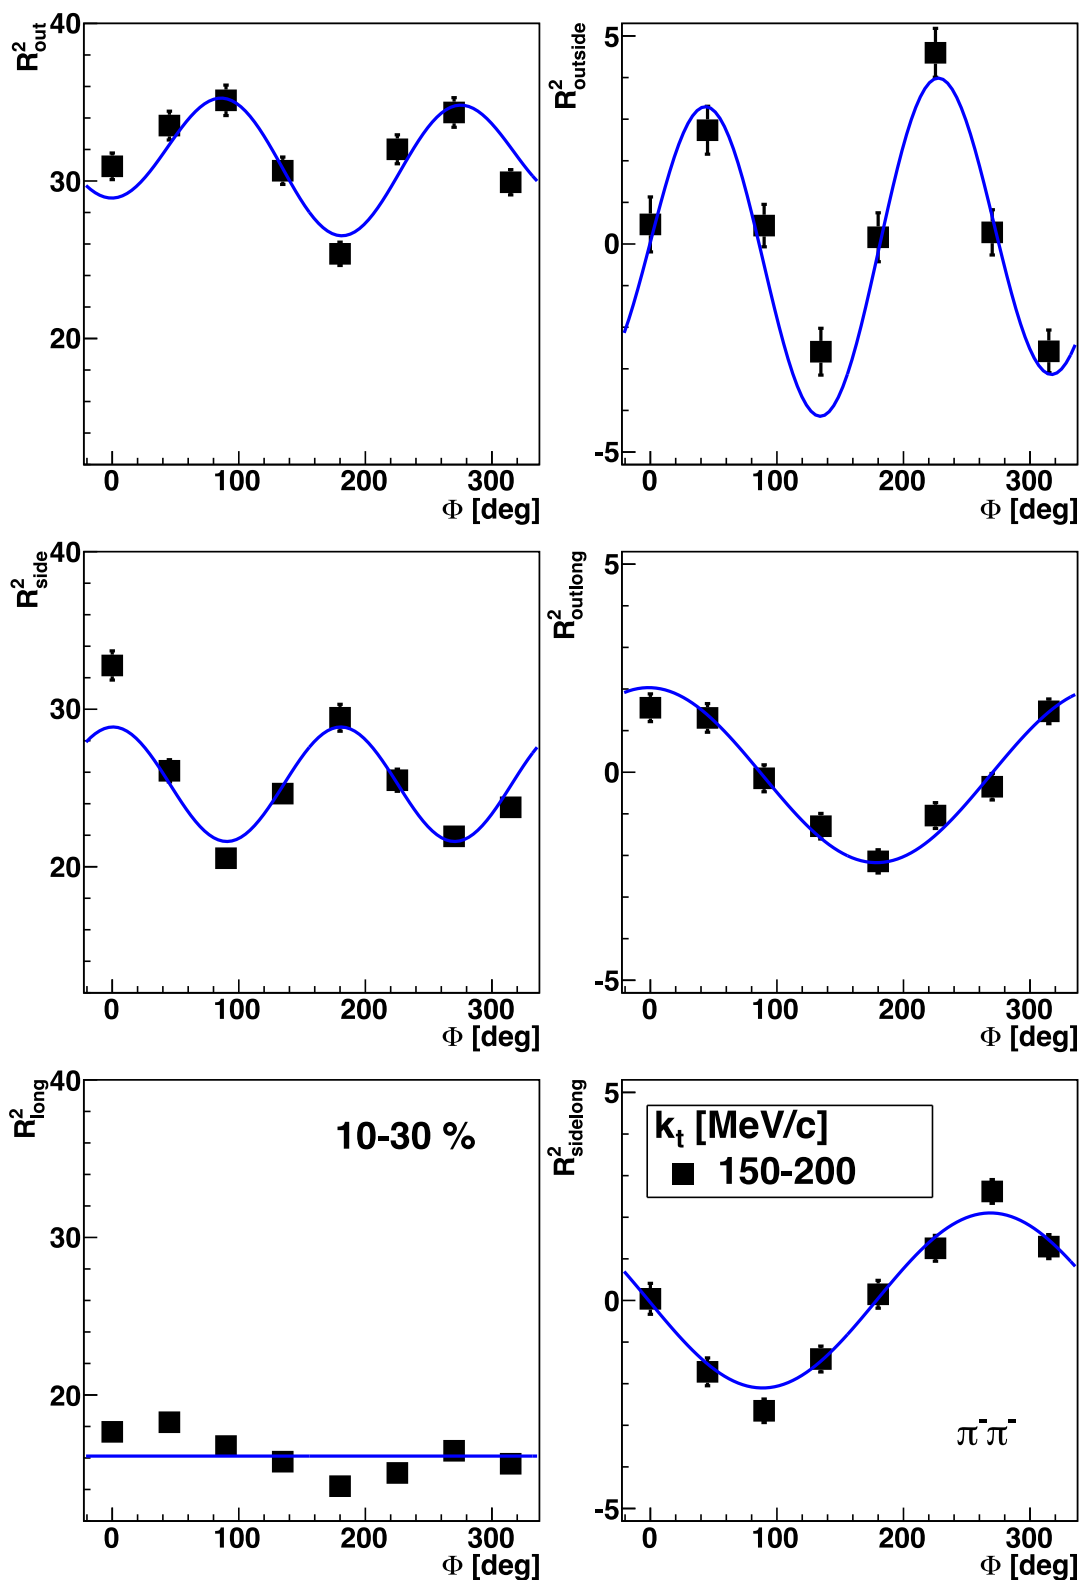 R²out
40
30
20
0 100 200 300
Φ [deg]
R²outside
5
0
-5
0 100 200 300
Φ [deg]
R²side
40
30
20
0 100 200 300
Φ [deg]
R²outlong
5
0
-5
0 100 200 300
Φ [deg]
R²long
40
30
20
10-30 %
0 100 200 300
Φ [deg]
R²sidelong
5
0
-5
kt [MeV/c]
150-200
π⁻π⁻
0 100 200 300
Φ [deg]